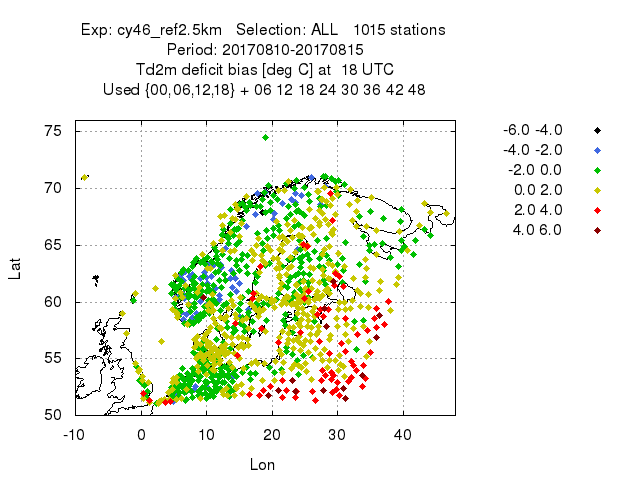 Exp: cy46_ref2.5km   Selection: ALL   1015 stations
Period: 20170810-20170815
Td2m deficit bias [deg C] at  18 UTC
Used {00,06,12,18} + 06 12 18 24 30 36 42 48
75
70
65
60
55
50
-10 0 10 20 30 40
Lat
Lon
-6.0 -4.0
-4.0 -2.0
-2.0 0.0
0.0 2.0
2.0 4.0
4.0 6.0